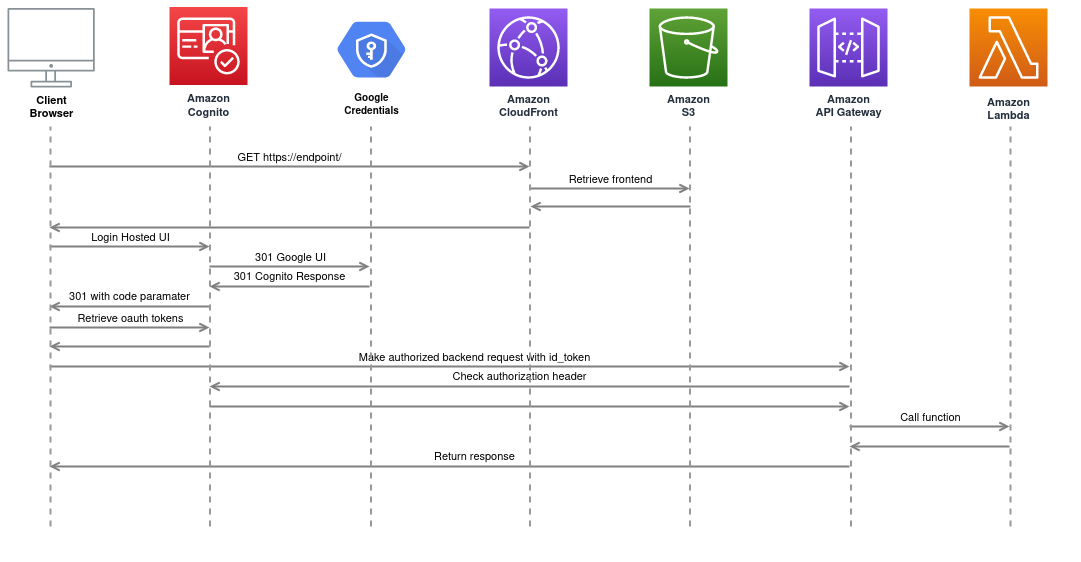 Client
Browser
Amazon
Cognito
Google
Credentials
Amazon
CloudFront
Amazon
S3
Amazon
API Gateway
Amazon
Lambda
GET https://endpoint/
Retrieve frontend
Login Hosted UI
301 Google UI
301 Cognito Response
301 with code paramater
Retrieve oauth tokens
Make authorized backend request with id_token
Check authorization header
Call function
Return response